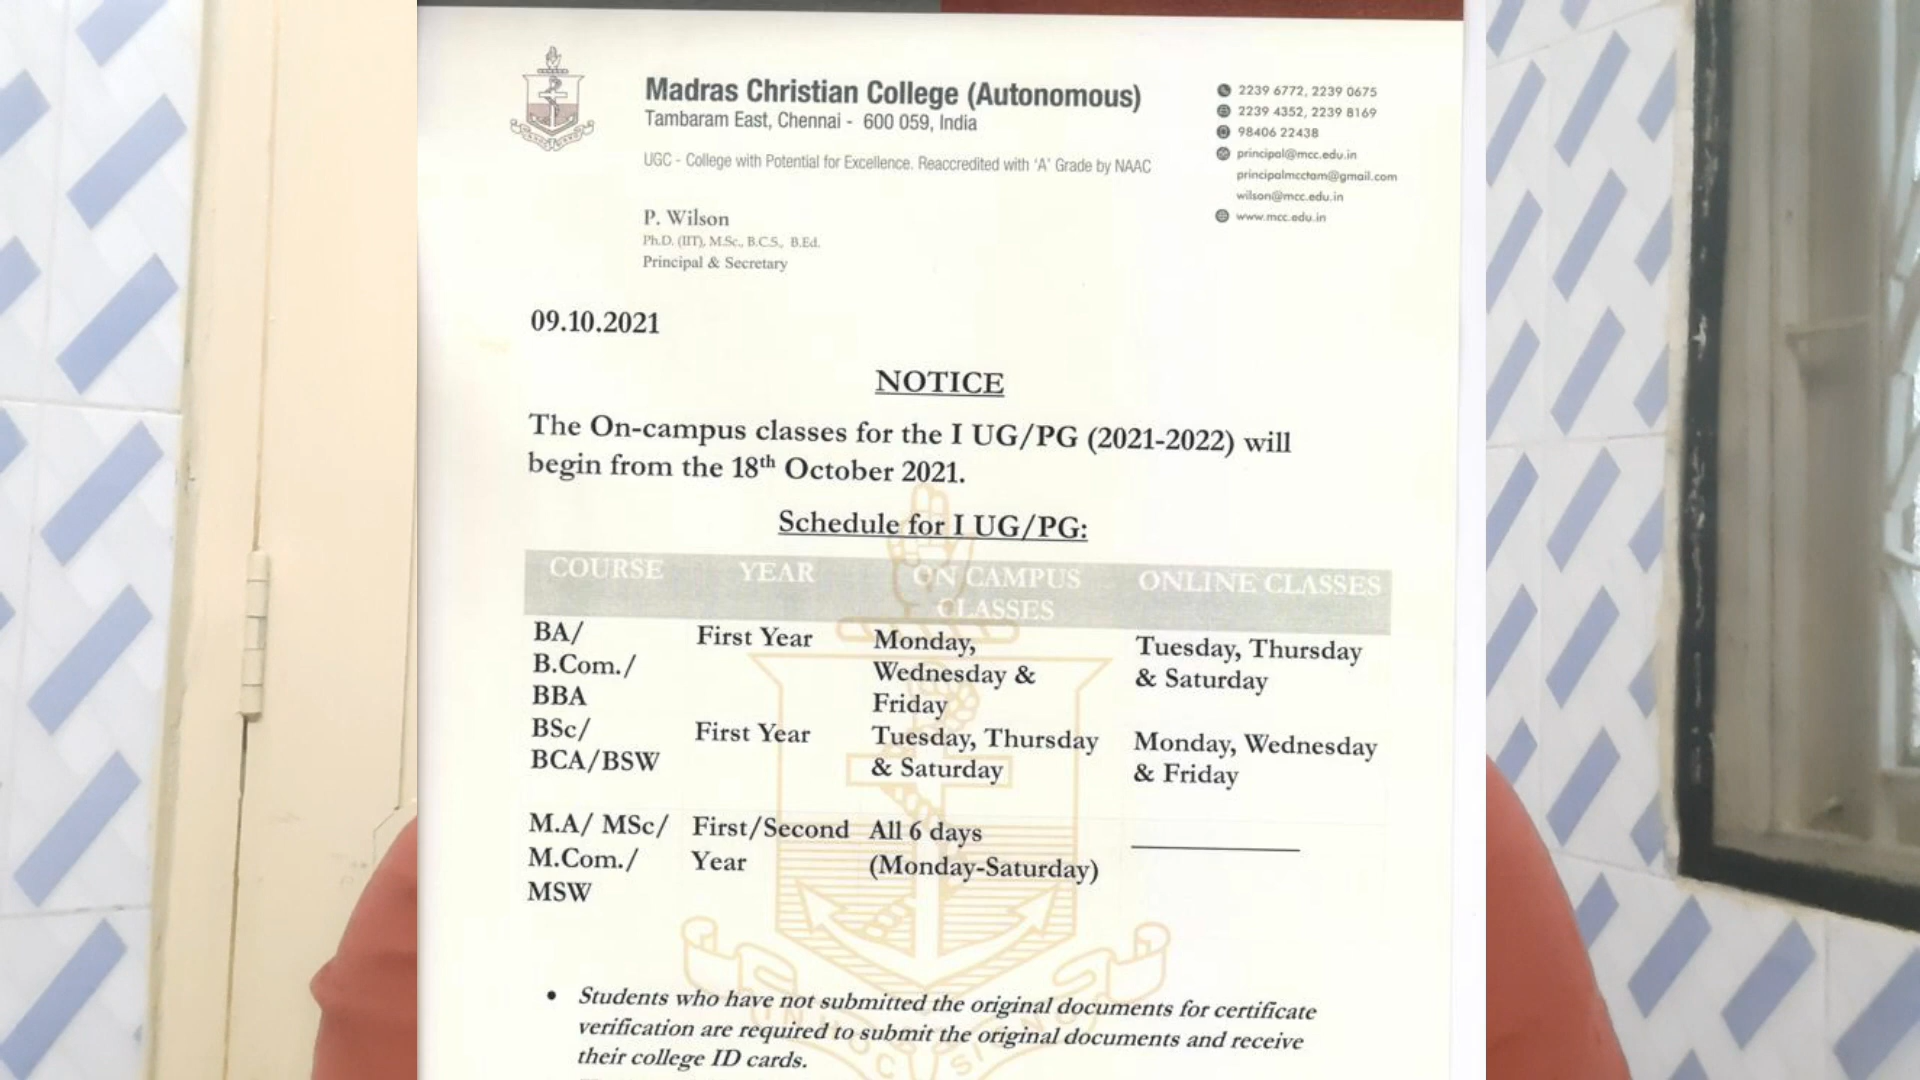 Madras Christian College (Autonomous)
Tambaram East, Chennai - 600 059, India
UGC - College with Potential for Excellence. Reaccredited with 'A' Grade by NAAC
2239 6772, 2239 0675
2239 4352, 2239 8169
98406 22438
principal@mcc.edu.in
principalmcctam@gmail.com
wilson@mcc.edu.in
www.mcc.edu.in
P. Wilson
Ph.D. (IIT), M.Sc., B.C.S., B.Ed.
Principal & Secretary
09.10.2021
NOTICE
The On-campus classes for the I UG/PG (2021-2022) will
begin from the 18th October 2021.
Schedule for I UG/PG:
COURSE YEAR ON CAMPUS CLASSES ONLINE CLASSES
BA/ First Year Monday, Tuesday, Thursday
B.Com./ Wednesday & & Saturday
BBA Friday
BSc/ First Year Tuesday, Thursday Monday, Wednesday
BCA/BSW & Saturday & Friday
M.A/ MSc/ First/Second All 6 days
M.Com./ Year (Monday-Saturday)
MSW
• Students who have not submitted the original documents for certificate
verification are required to submit the original documents and receive
their college ID cards.